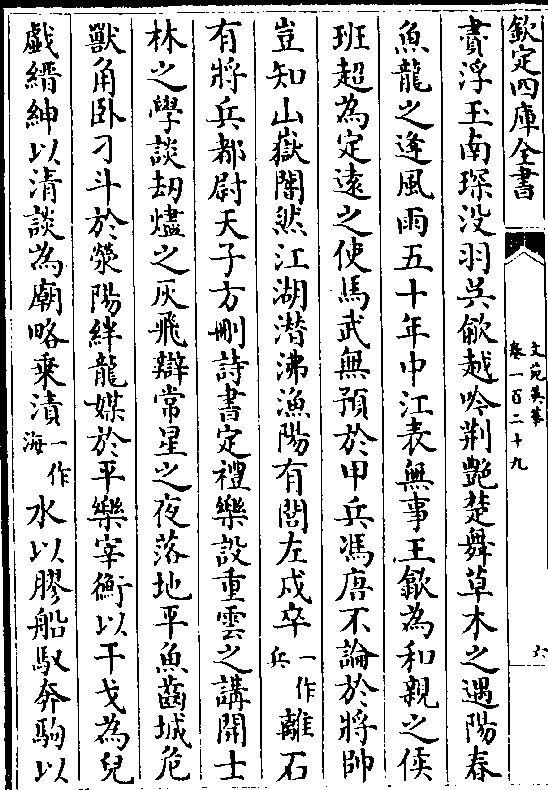 欽定四庫全書
文苑英華
卷一百二十九
六
賮浮玉南琛没羽吳歈越吟荆艶楚舞草木之遇陽春
魚龍之逢風雨五十年中江表無事王歙為和親之侯
班超為定遠之使馬武無預於甲兵馮唐不論於將帥
豈知山嶽闇然江湖潜沸漁陽有閭左戍卒一作兵離石
有將兵都尉天子方刪詩書定禮樂設重雲之講開士
林之學談劫燼之灰飛辯常星之夜落地平魚齒城危
獸角卧刁斗於滎陽絆龍媒於平樂宰衡以干戈為兒
戲縉紳以清談為廟略乘漬一作海水以膠船馭奔駒以